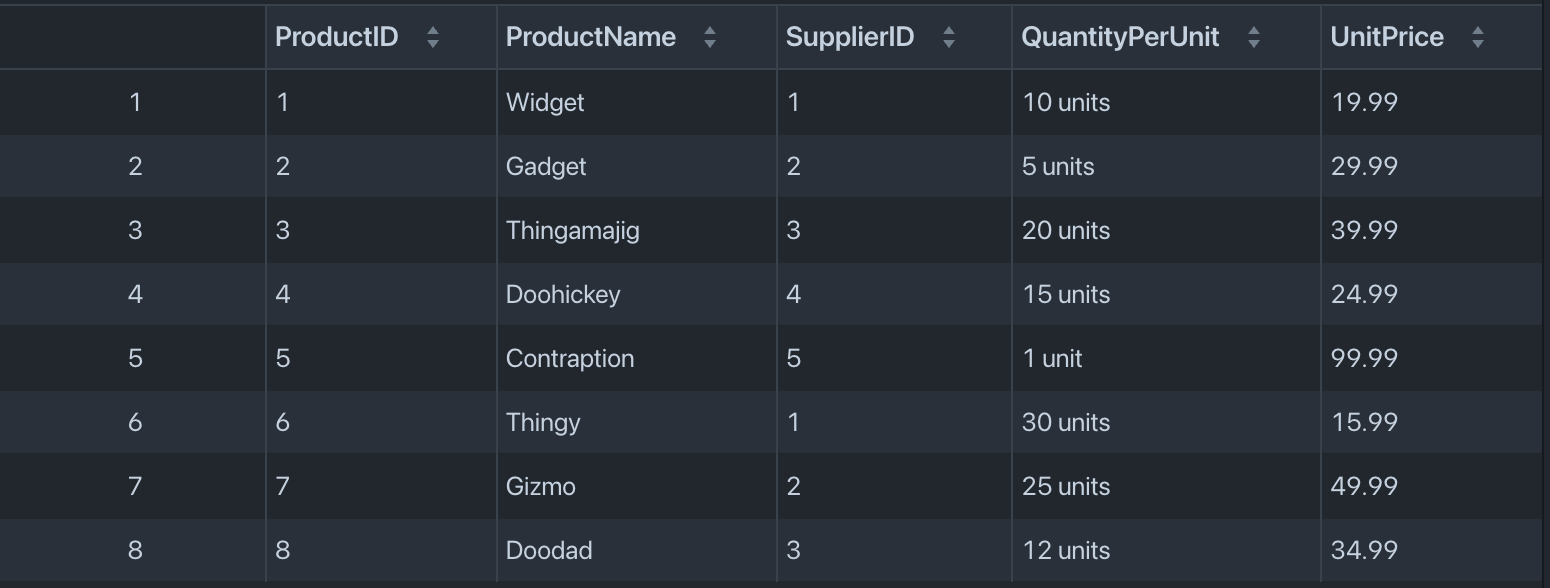 ProductID ProductName SupplierID QuantityPerUnit UnitPrice
1 1 Widget 1 10 units 19.99
2 2 Gadget 2 5 units 29.99
3 3 Thingamajig 3 20 units 39.99
4 4 Doohickey 4 15 units 24.99
5 5 Contraption 5 1 unit 99.99
6 6 Thingy 1 30 units 15.99
7 7 Gizmo 2 25 units 49.99
8 8 Doodad 3 12 units 34.99